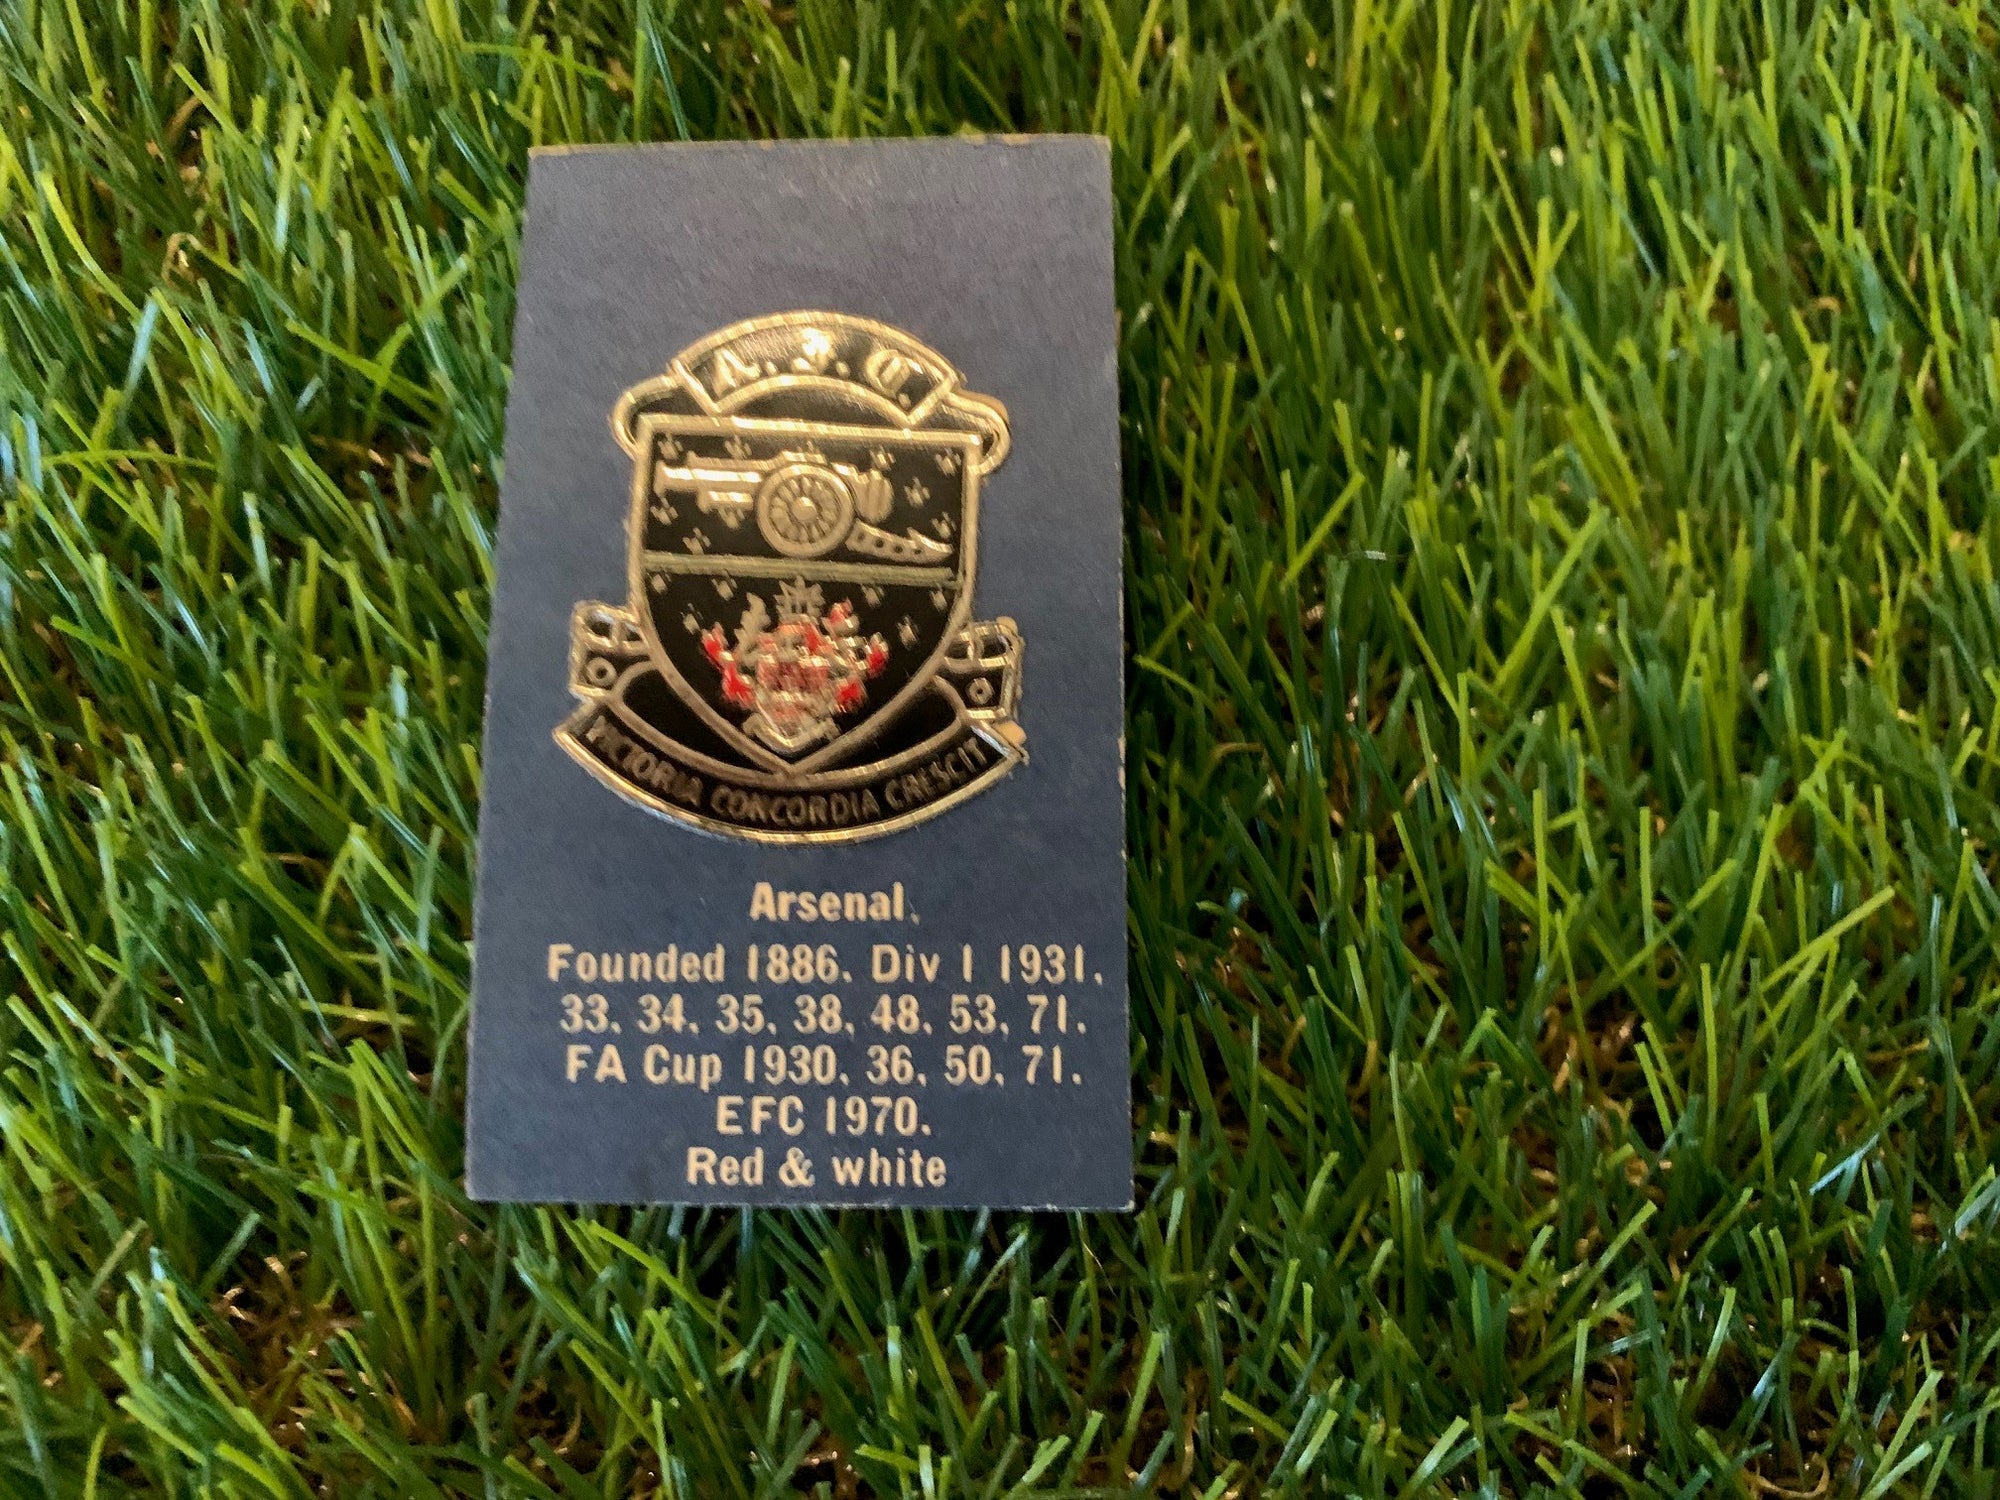 A.F.C.
VICTORIA CONCORDIA CRESCIT
Arsenal.
Founded 1886. Div 1 1931.
33. 34. 35. 38. 48. 53. 71.
FA Cup 1930. 36. 50. 71.
EFC 1970.
Red & white